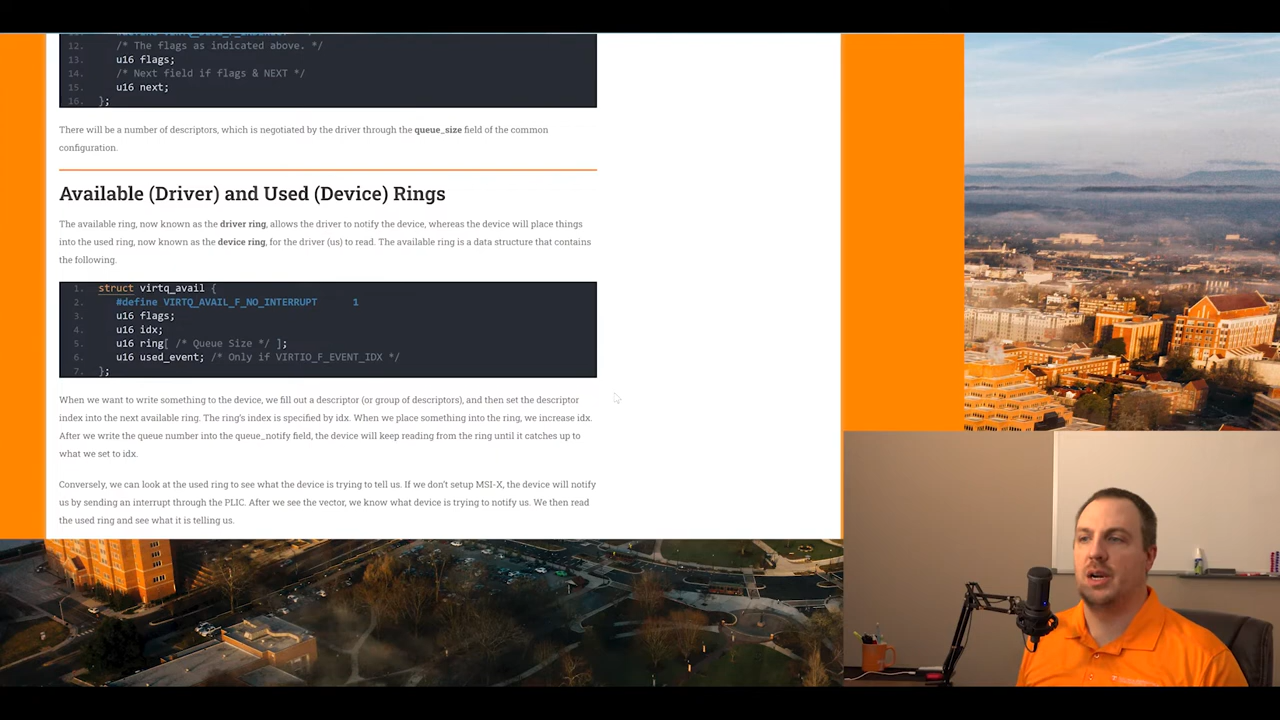 12. /* The flags as indicated above. */
13. u16 flags;
14. /* Next field if flags & NEXT */
15. u16 next;
16. };
There will be a number of descriptors, which is negotiated by the driver through the queue_size field of the common
configuration.
Available (Driver) and Used (Device) Rings
The available ring, now known as the driver ring, allows the driver to notify the device, whereas the device will place things
into the used ring, now known as the device ring, for the driver (us) to read. The available ring is a data structure that contains
the following.
1. struct virtq_avail {
2. #define VIRTQ_AVAIL_F_NO_INTERRUPT 1
3. u16 flags;
4. u16 idx;
5. u16 ring[ /* Queue Size */ ];
6. u16 used_event; /* Only if VIRTIO_F_EVENT_IDX */
7. };
When we want to write something to the device, we fill out a descriptor (or group of descriptors), and then set the descriptor
index into the next available ring. The ring's index is specified by idx. When we place something into the ring, we increase idx.
After we write the queue number into the queue_notify field, the device will keep reading from the ring until it catches up to
what we set to idx.
Conversely, we can look at the used ring to see what the device is trying to tell us. If we don't setup MSI-X, the device will notify
us by sending an interrupt through the PLIC. After we see the vector, we know what device is trying to notify us. We then read
the used ring and see what it is telling us.